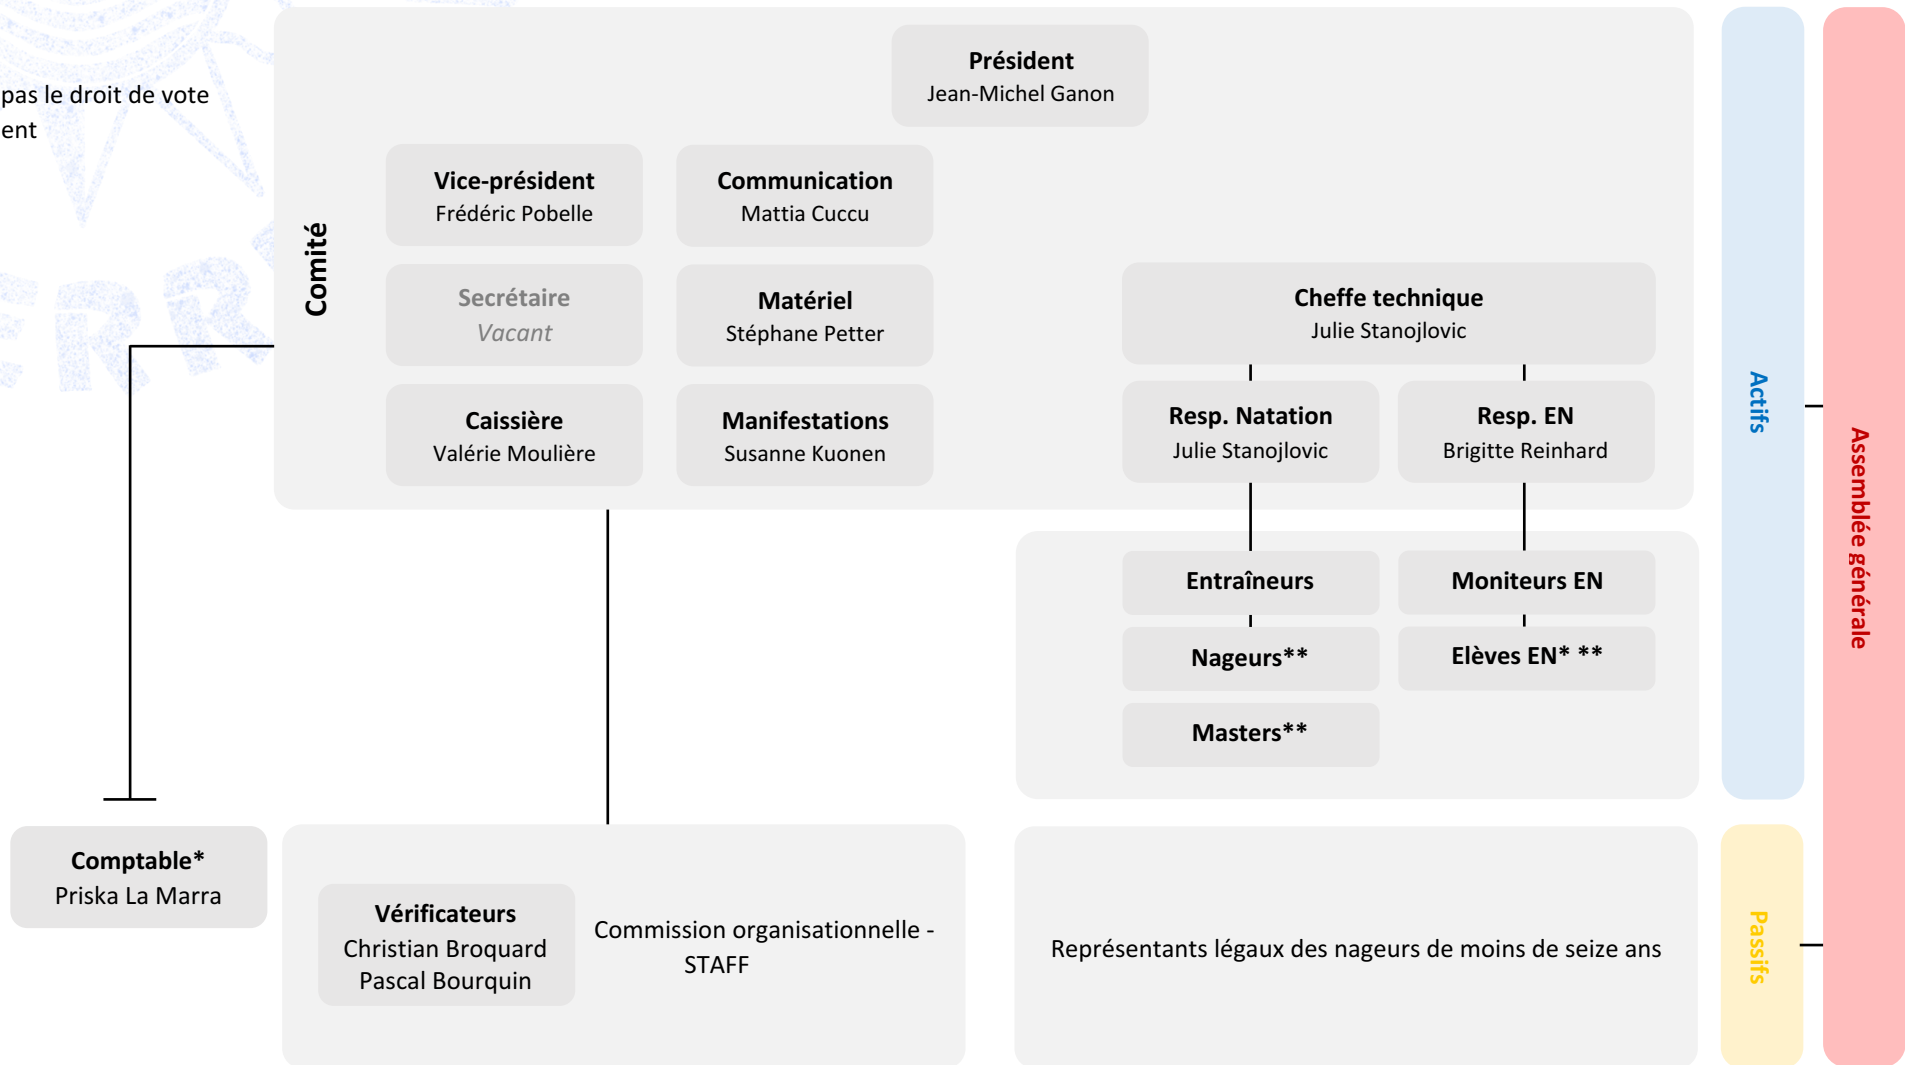 pas le droit de vote
ent
Président
Jean-Michel Ganon
Comité
Vice-président
Frédéric Pobelle
Communication
Mattia Cuccu
Secrétaire
Vacant
Matériel
Stéphane Petter
Caissière
Valérie Moulière
Manifestations
Susanne Kuonen
Cheffe technique
Julie Stanojlovic
Resp. Natation
Julie Stanojlovic
Resp. EN
Brigitte Reinhard
Entraîneurs
Moniteurs EN
Nageurs**
Elèves EN* **
Masters**
Comptable*
Priska La Marra
Vérificateurs
Christian Broquard
Pascal Bourquin
Commission organisationnelle -
STAFF
Représentants légaux des nageurs de moins de seize ans
Actifs
Passifs
Assemblée générale